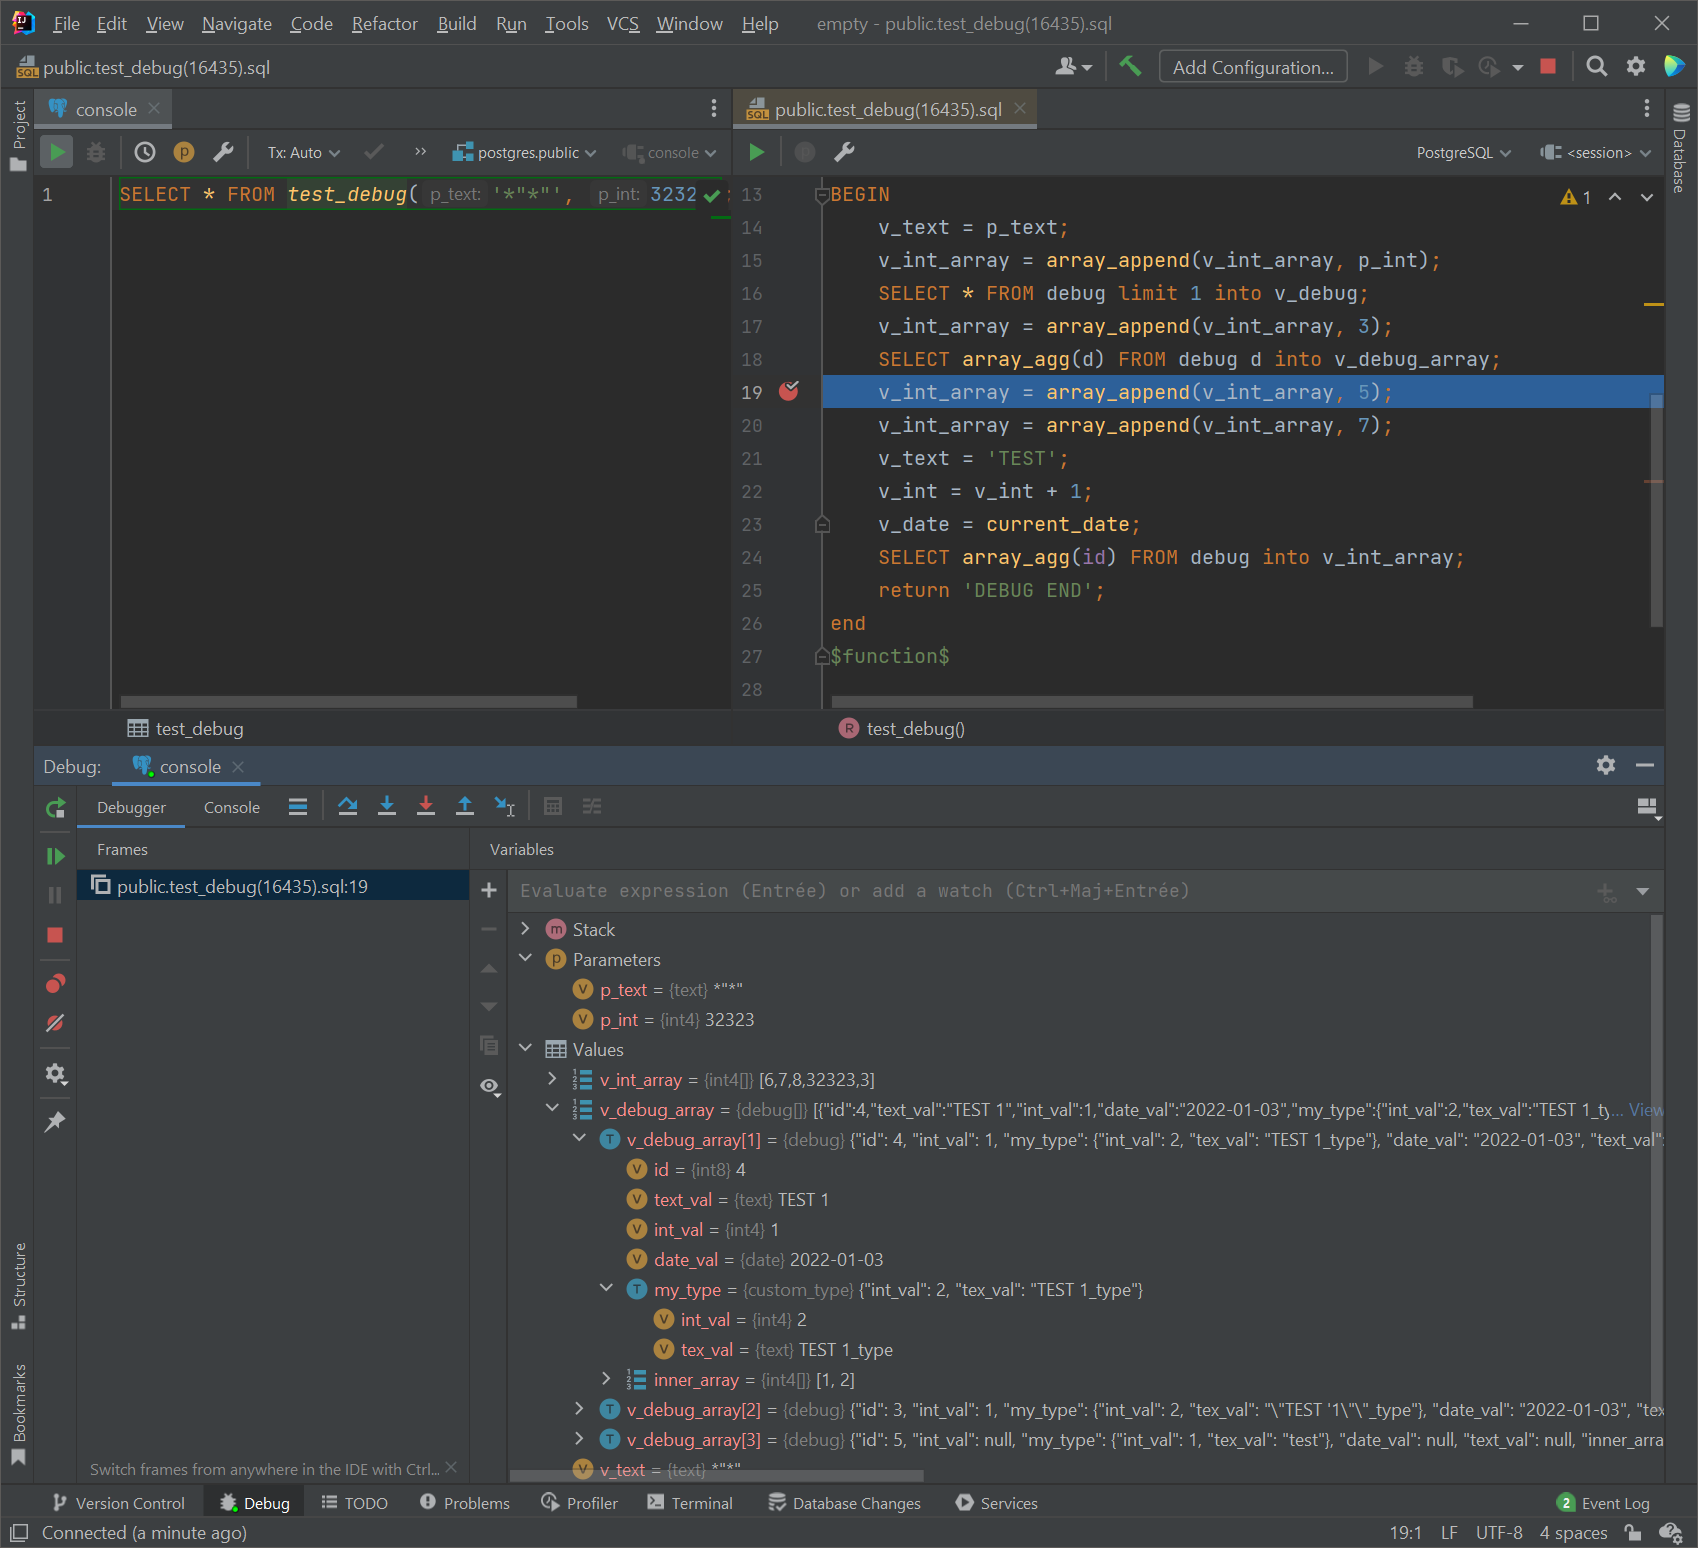 File Edit View Navigate Code Refactor Build Run Tools VCS Window Help empty - public.test_debug(16435).sql
public.test_debug(16435).sql Add Configuration...
Project
Database
console
public.test_debug(16435).sql
Tx: Auto postgres.public console
PostgreSQL <session>
1 SELECT * FROM test_debug( p_text: '*"*"', p_int: 3232
13 BEGIN
1
14 v_text = p_text;
15 v_int_array = array_append(v_int_array, p_int);
16 SELECT * FROM debug limit 1 into v_debug;
17 v_int_array = array_append(v_int_array, 3);
18 SELECT array_agg(d) FROM debug d into v_debug_array;
19 v_int_array = array_append(v_int_array, 5);
20 v_int_array = array_append(v_int_array, 7);
21 v_text = 'TEST';
22 v_int = v_int + 1;
23 v_date = current_date;
24 SELECT array_agg(id) FROM debug into v_int_array;
25 return 'DEBUG END';
26 end
27 $function$
28
test_debug
test_debug()
Debug: console
Debugger Console
Frames
Variables
public.test_debug(16435).sql:19
Evaluate expression (Entrée) or add a watch (Ctrl+Maj+Entrée)
Stack
Parameters
p_text = {text} *"*"
p_int = {int4} 32323
Values
v_int_array = {int4[]} [6,7,8,32323,3]
v_debug_array = {debug[]} [{"id":4,"text_val":"TEST 1","int_val":1,"date_val":"2022-01-03","my_type":{"int_val":2,"tex_val":"TEST 1_ty... View
v_debug_array[1] = {debug} {"id": 4, "int_val": 1, "my_type": {"int_val": 2, "tex_val": "TEST 1_type"}, "date_val": "2022-01-03", "text_val":
id = {int8} 4
text_val = {text} TEST 1
int_val = {int4} 1
date_val = {date} 2022-01-03
my_type = {custom_type} {"int_val": 2, "tex_val": "TEST 1_type"}
int_val = {int4} 2
tex_val = {text} TEST 1_type
inner_array = {int4[]} [1, 2]
v_debug_array[2] = {debug} {"id": 3, "int_val": 1, "my_type": {"int_val": 2, "tex_val": "\"TEST '1\"\"_type"}, "date_val": "2022-01-03", "tex
v_debug_array[3] = {debug} {"id": 5, "int_val": null, "my_type": {"int_val": 1, "tex_val": "test"}, "date_val": null, "text_val": null, "inner_arra
v_text = {text} *"*"
Structure
Bookmarks
Switch frames from anywhere in the IDE with Ctrl...
Version Control Debug TODO Problems Profiler Terminal Database Changes Services 2 Event Log
Connected (a minute ago) 19:1 LF UTF-8 4 spaces